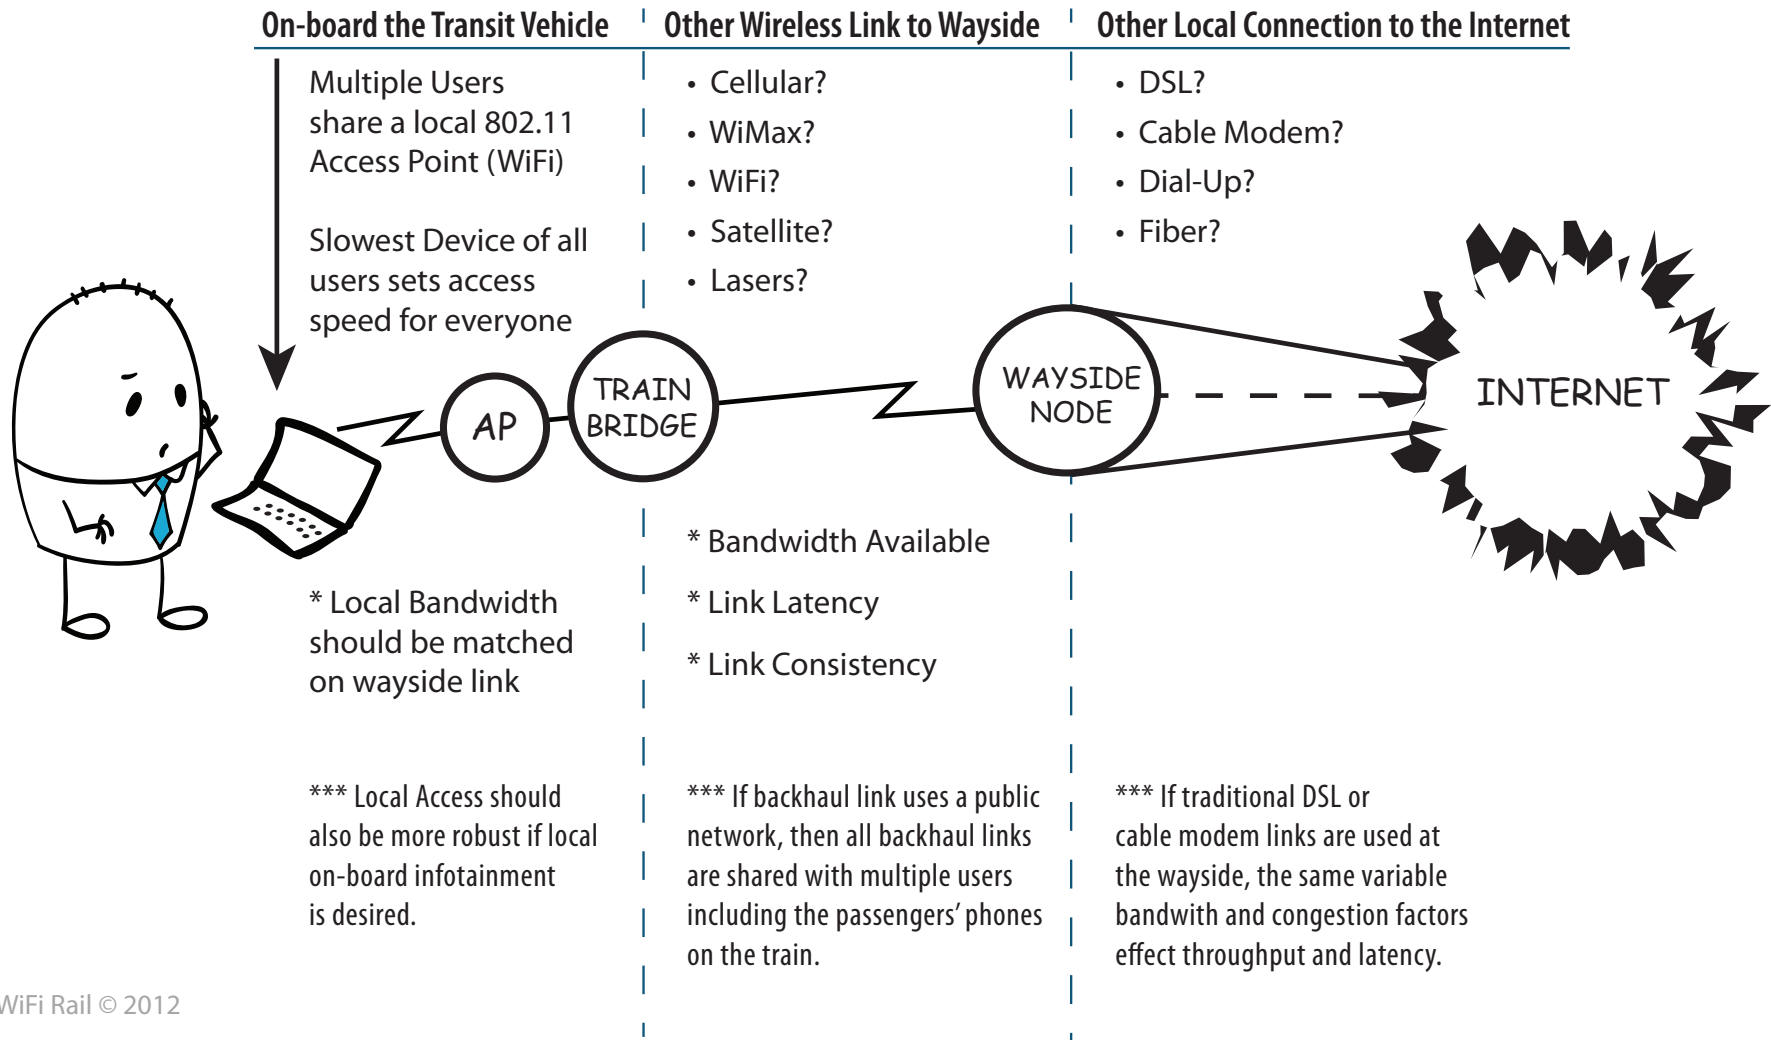 On-board the Transit Vehicle
Multiple Users
share a local 802.11
Access Point (WiFi)
Slowest Device of all
users sets access
speed for everyone
Other Wireless Link to Wayside
• Cellular?
• WiMax?
• WiFi?
• Satellite?
• Lasers?
Other Local Connection to the Internet
• DSL?
• Cable Modem?
• Dial-Up?
• Fiber?
AP
TRAIN
BRIDGE
WAYSIDE
NODE
INTERNET
* Local Bandwidth
should be matched
on wayside link
* Bandwidth Available
* Link Latency
* Link Consistency
*** Local Access should
also be more robust if local
on-board infotainment
is desired.
*** If backhaul link uses a public
network, then all backhaul links
are shared with multiple users
including the passengers’ phones
on the train.
*** If traditional DSL or
cable modem links are used at
the wayside, the same variable
bandwith and congestion factors
effect throughput and latency.
WiFi Rail © 2012